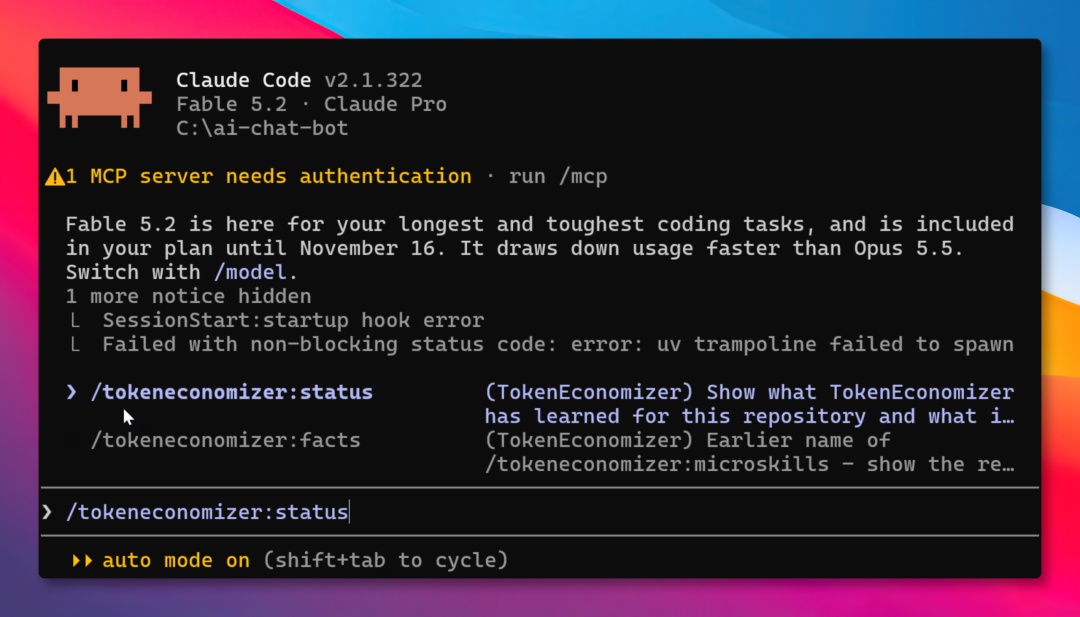 Claude Code v2.1.322
Fable 5.2 · Claude Pro
C:\ai-chat-bot
⚠1 MCP server needs authentication · run /mcp
Fable 5.2 is here for your longest and toughest coding tasks, and is included
in your plan until November 16. It draws down usage faster than Opus 5.5.
Switch with /model.
1 more notice hidden
└ SessionStart:startup hook error
└ Failed with non-blocking status code: error: uv trampoline failed to spawn
❯ /tokeneconomizer:status (TokenEconomizer) Show what TokenEconomizer
has learned for this repository and what i…
/tokeneconomizer:facts (TokenEconomizer) Earlier name of
/tokeneconomizer:microskills – show the re…
❯ /tokeneconomizer:status
⏵⏵ auto mode on (shift+tab to cycle)